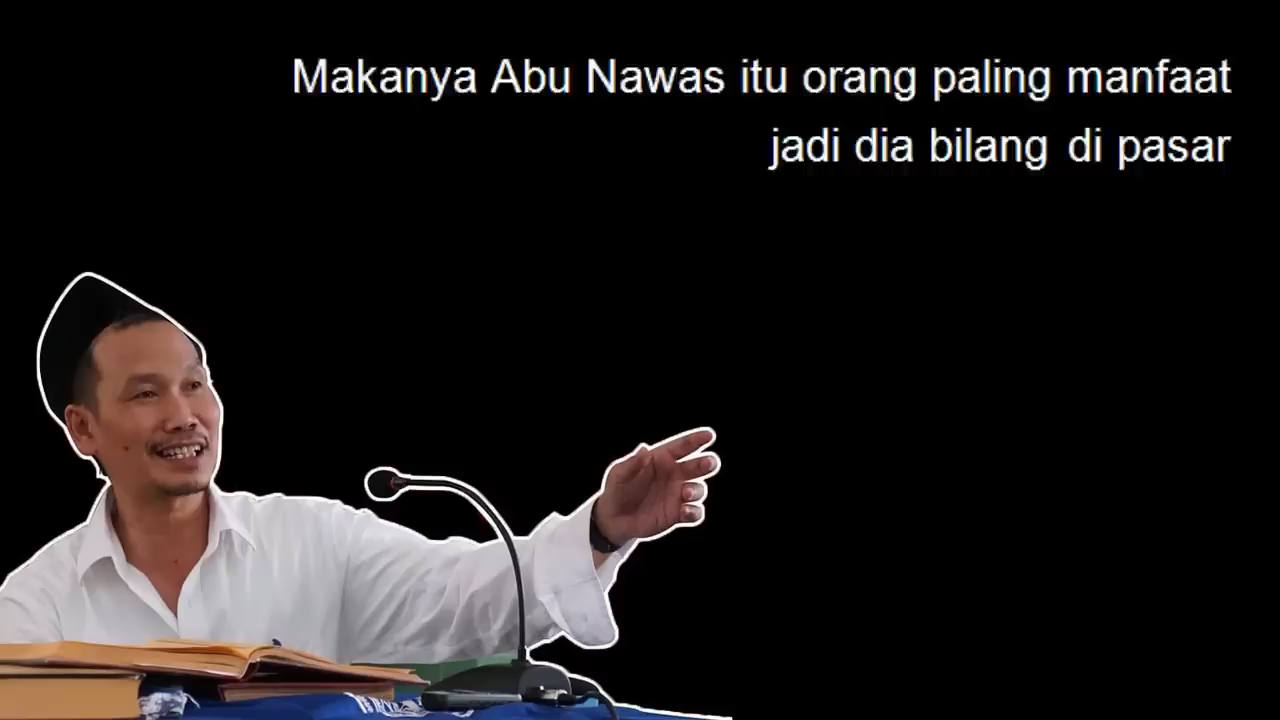 Makanya Abu Nawas itu orang paling manfaat
jadi dia bilang di pasar